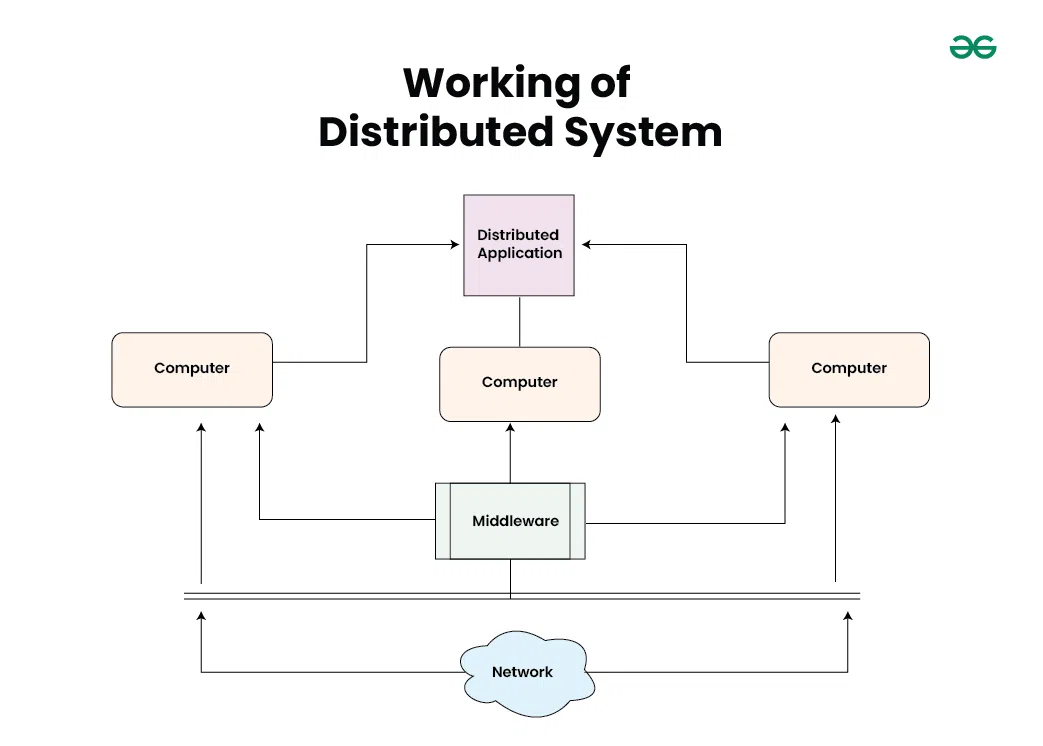 Working of
Distributed System
Distributed
Application
Computer
Computer
Computer
Middleware
Network